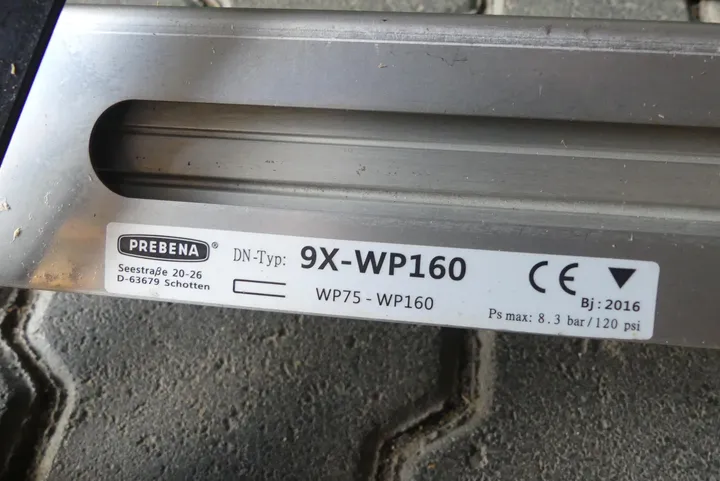 PREBENA®
Seestraße 20-26
D-63679 Schotten
DN-Typ: 9X-WP160
WP75 - WP160
CE
Bj: 2016
Ps max: 8.3 bar/120 psi